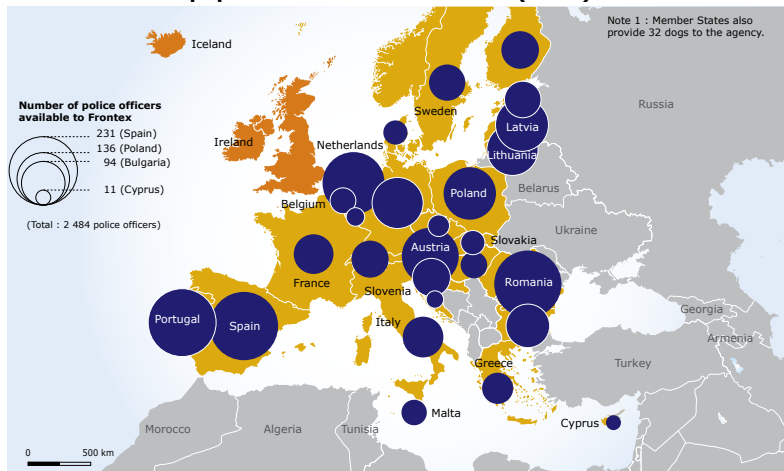 Note 1 : Member States also
provide 32 dogs to the agency.
Iceland
Number of police officers
available to Frontex
231 (Spain)
136 (Poland)
94 (Bulgaria)
11 (Cyprus)
(Total : 2 484 police officers)
Russia
Sweden
Ireland
Netherlands
Latvia
Lithuania
Belarus
Belgium
Poland
Ukraine
Slovakia
Austria
France
Slovenia
Romania
Portugal
Spain
Italy
Georgia
Armenia
Greece
Turkey
Malta
Cyprus
Morocco
Algeria
Tunisia
0
500 km